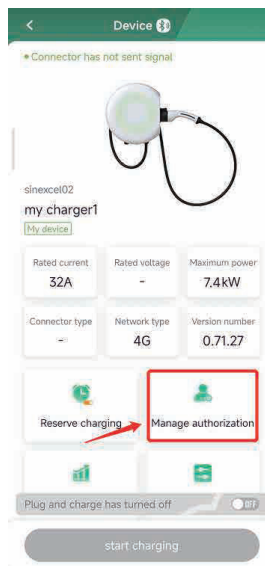 Device
Connector has not sent signal
sinexcel02
my charger1
My device
Rated current
Rated voltage
Maximum power
32A
-
7.4kW
Connector type
Network type
Version number
-
4G
0.71.27
Reserve charging
Manage authorization
Plug and charge has turned off
OFF
start charging